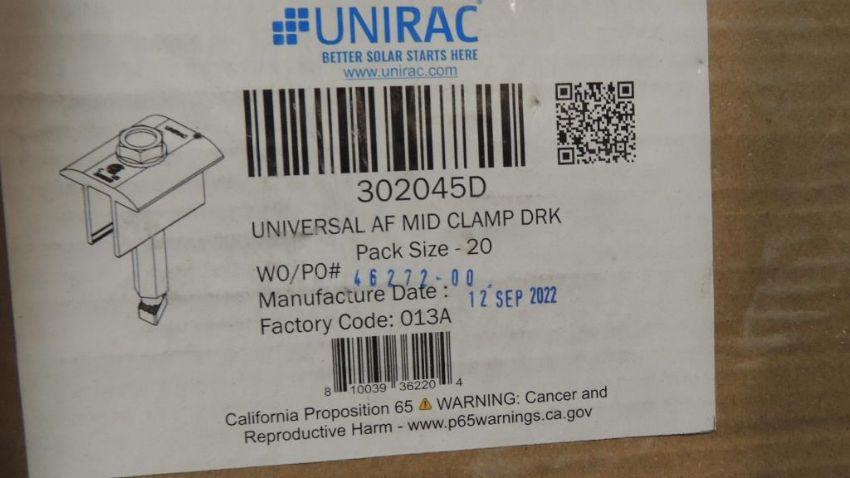 UNIRAC
BETTER SOLAR STARTS HERE
www.unirac.com
UNIRAC
302045D
UNIVERSAL AF MID CLAMP DRK
Pack Size - 20
WO/PO# 46272-00
Manufacture Date : 12 SEP 2022
Factory Code: 013A
8 10039 36220 4
California Proposition 65 ⚠ WARNING: Cancer and
Reproductive Harm - www.p65warnings.ca.gov